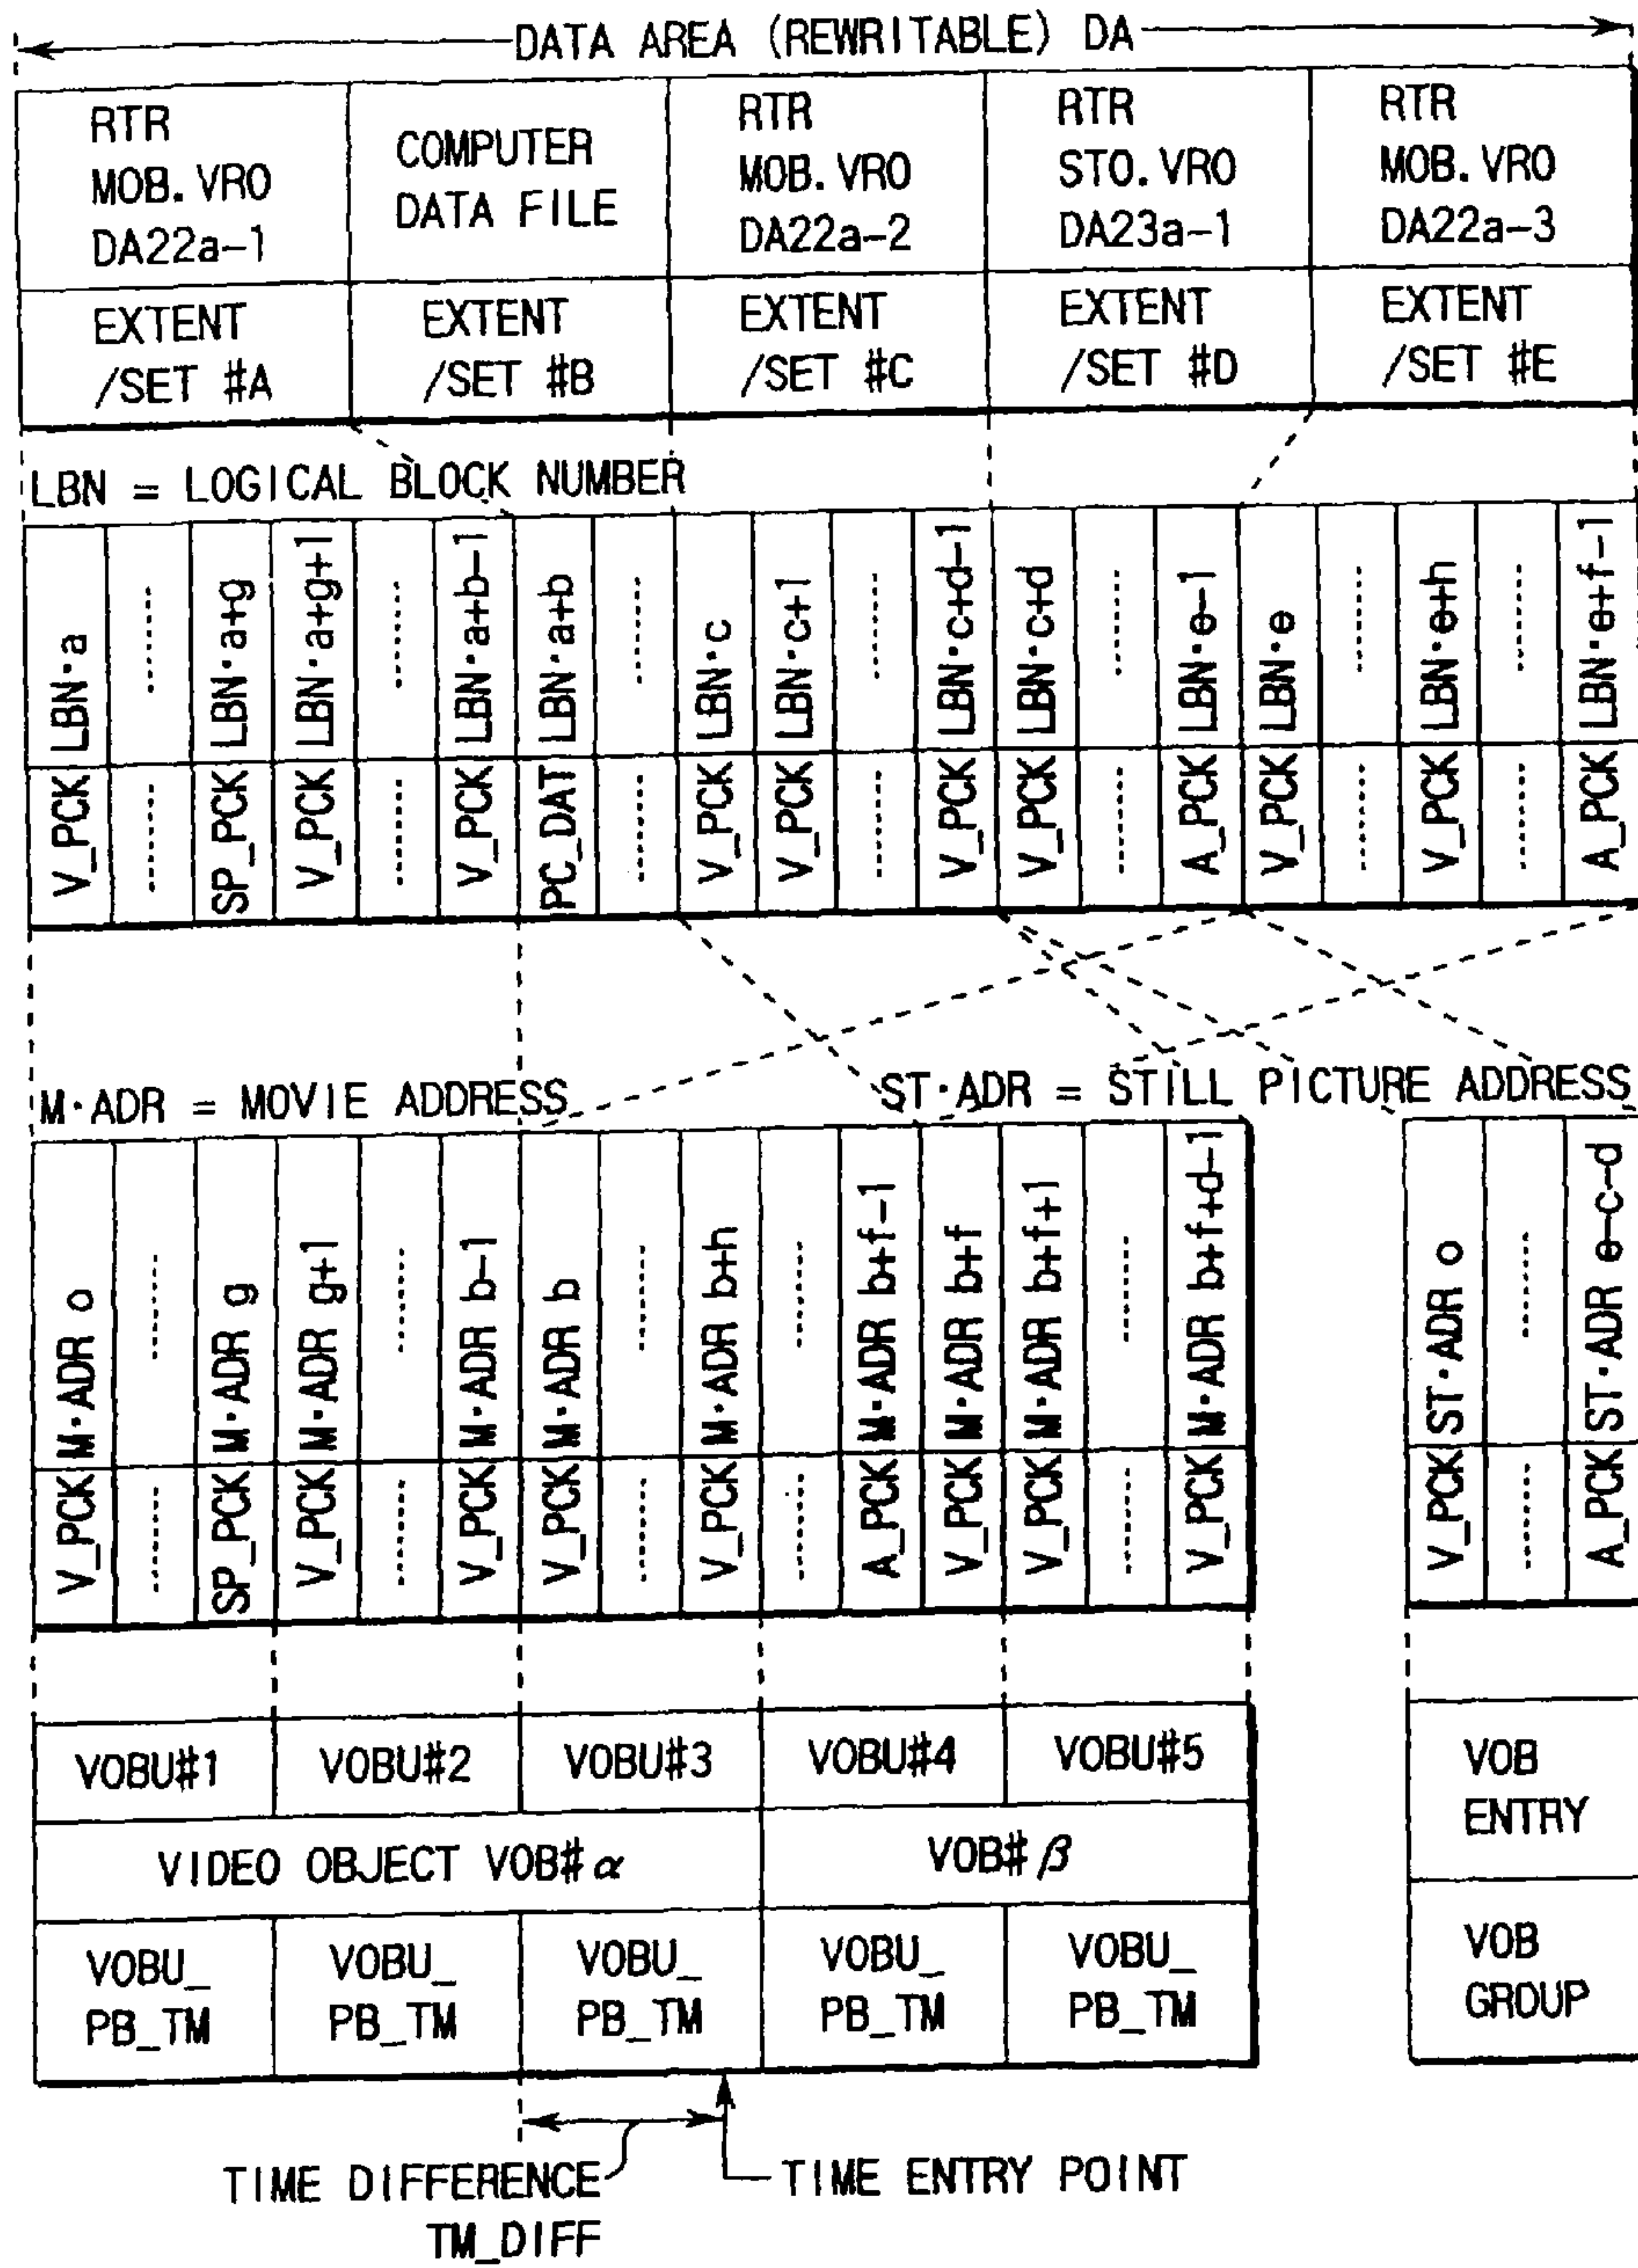 DATA AREA (REWRITABLE) DA
RTR
MOB.VRO
DA22a-1
COMPUTER
DATA FILE
RTR
MOB.VRO
DA22a-2
RTR
STO.VRO
DA23a-1
RTR
MOB.VRO
DA22a-3
EXTENT
/SET #A
EXTENT
/SET #B
EXTENT
/SET #C
EXTENT
/SET #D
EXTENT
/SET #E
LBN = LOGICAL BLOCK NUMBER
LBN·a
LBN·a+g
LBN·a+g+1
LBN·a+b-1
LBN·a+b
LBN·c
LBN·c+1
LBN·c+d-1
LBN·c+d
LBN·e-1
LBN·e
LBN·e+h
LBN·e+f-1
V_PCK
SP_PCK
V_PCK
V_PCK
PC_DAT
V_PCK
V_PCK
V_PCK
V_PCK
A_PCK
V_PCK
V_PCK
A_PCK
M·ADR = MOVIE ADDRESS
ST·ADR = STILL PICTURE ADDRESS
M·ADR o
M·ADR g
M·ADR g+1
M·ADR b-1
M·ADR b
M·ADR b+h
M·ADR b+f-1
M·ADR b+f
M·ADR b+f+1
M·ADR b+f+d-1
ST·ADR o
ST·ADR e-c-d
V_PCK
SP_PCK
V_PCK
V_PCK
V_PCK
V_PCK
A_PCK
V_PCK
V_PCK
V_PCK
V_PCK
A_PCK
VOBU#1
VOBU#2
VOBU#3
VOBU#4
VOBU#5
VOB
ENTRY
VIDEO OBJECT VOB#α
VOB#β
VOBU_
PB_TM
VOBU_
PB_TM
VOBU_
PB_TM
VOBU_
PB_TM
VOBU_
PB_TM
VOB
GROUP
TIME DIFFERENCE
TM_DIFF
TIME ENTRY POINT